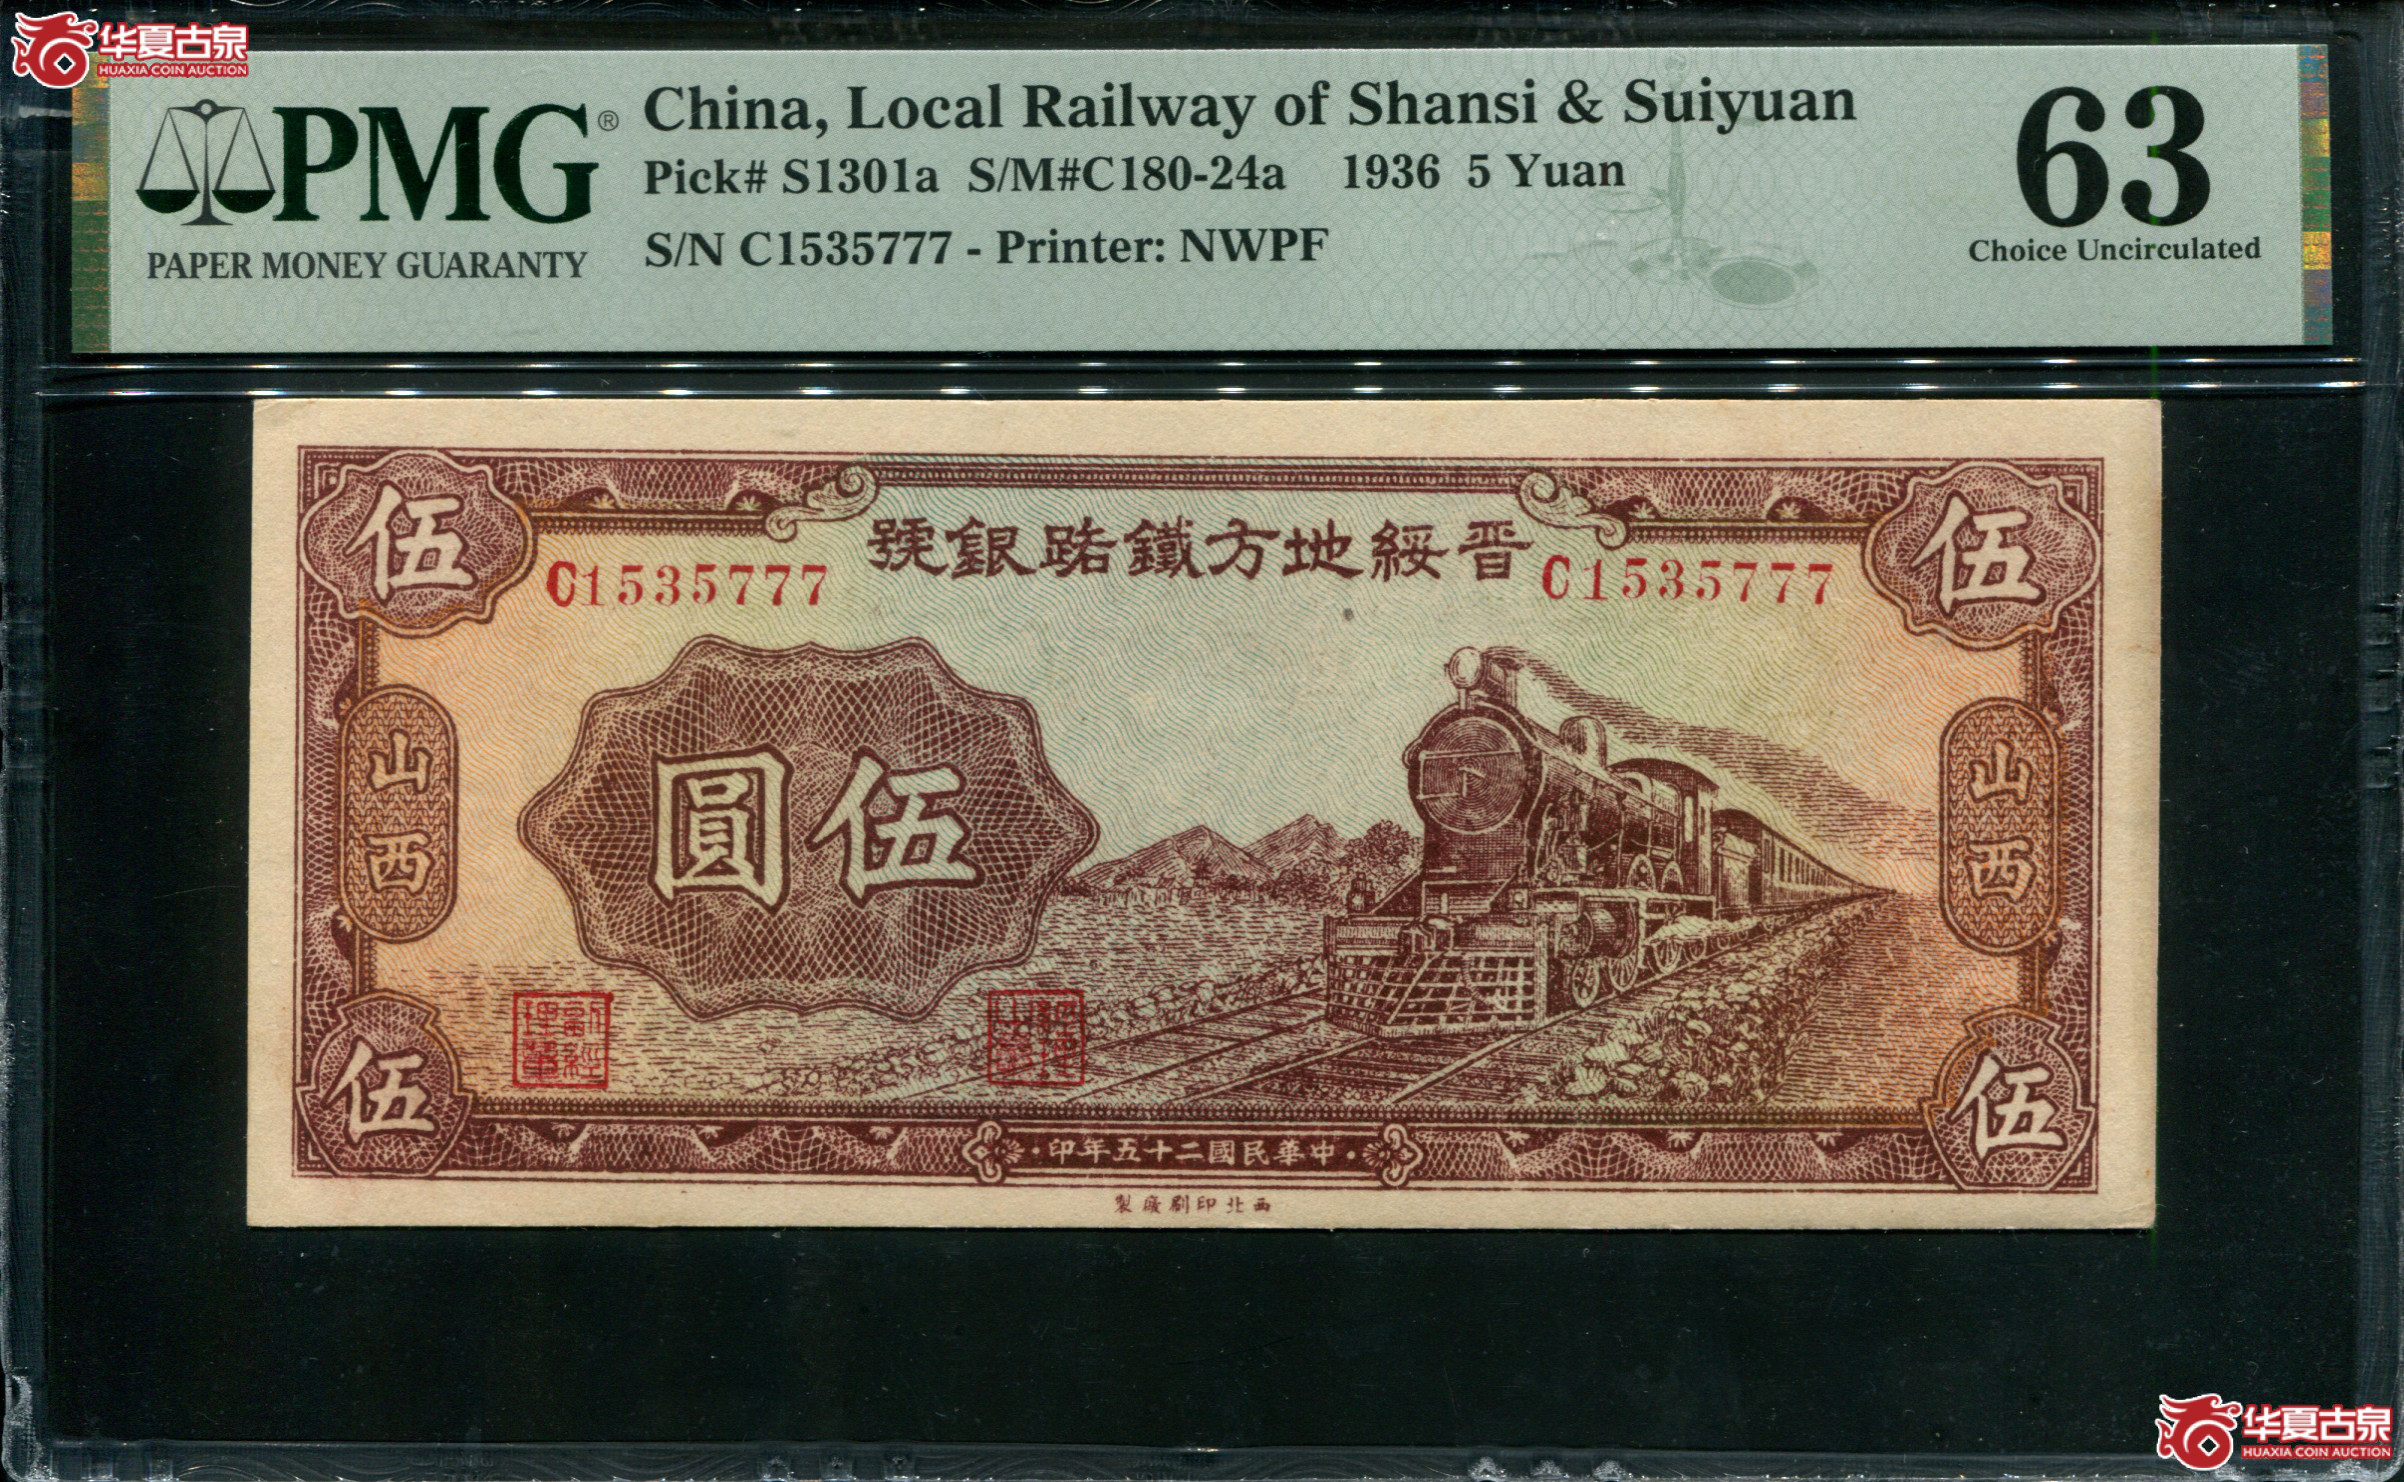 华夏古泉
HUAXIA COIN AUCTION
PMG®
PAPER MONEY GUARANTY
China, Local Railway of Shansi & Suiyuan
Pick# S1301a S/M#C180-24a 1936 5 Yuan
S/N C1535777 - Printer: NWPF
63
Choice Uncirculated
伍
伍
晋綏地方鐵路銀號
C1535777
C1535777
伍圓
山西
山西
伍
伍
·中華民國二十五年印·
西北印刷廠製
华夏古泉
HUAXIA COIN AUCTION